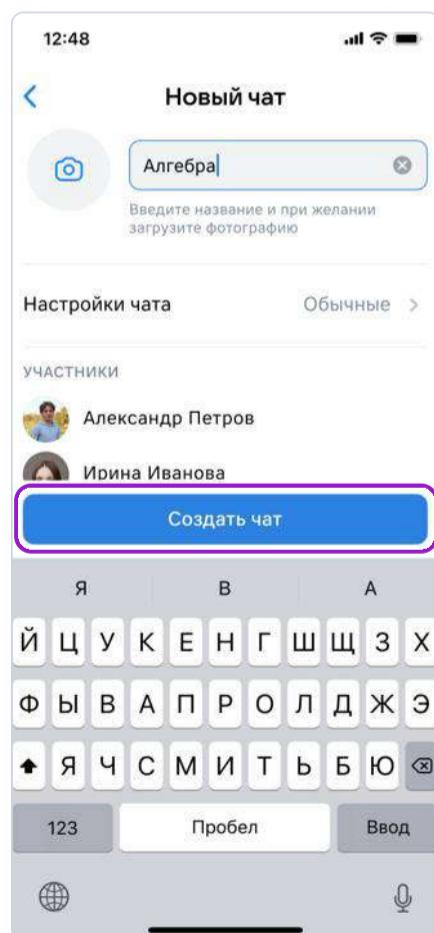 12:48
Новый чат
Алгебра
Введите название и при желании
загрузите фотографию
Настройки чата Обычные
УЧАСТНИКИ
Александр Петров
Ирина Иванова
Создать чат
Я В А
Й Ц У К Е Н Г Ш Щ З Х
Ф Ы В А П Р О Л Д Ж Э
Я Ч С М И Т Ь Б Ю
123 Пробел Ввод